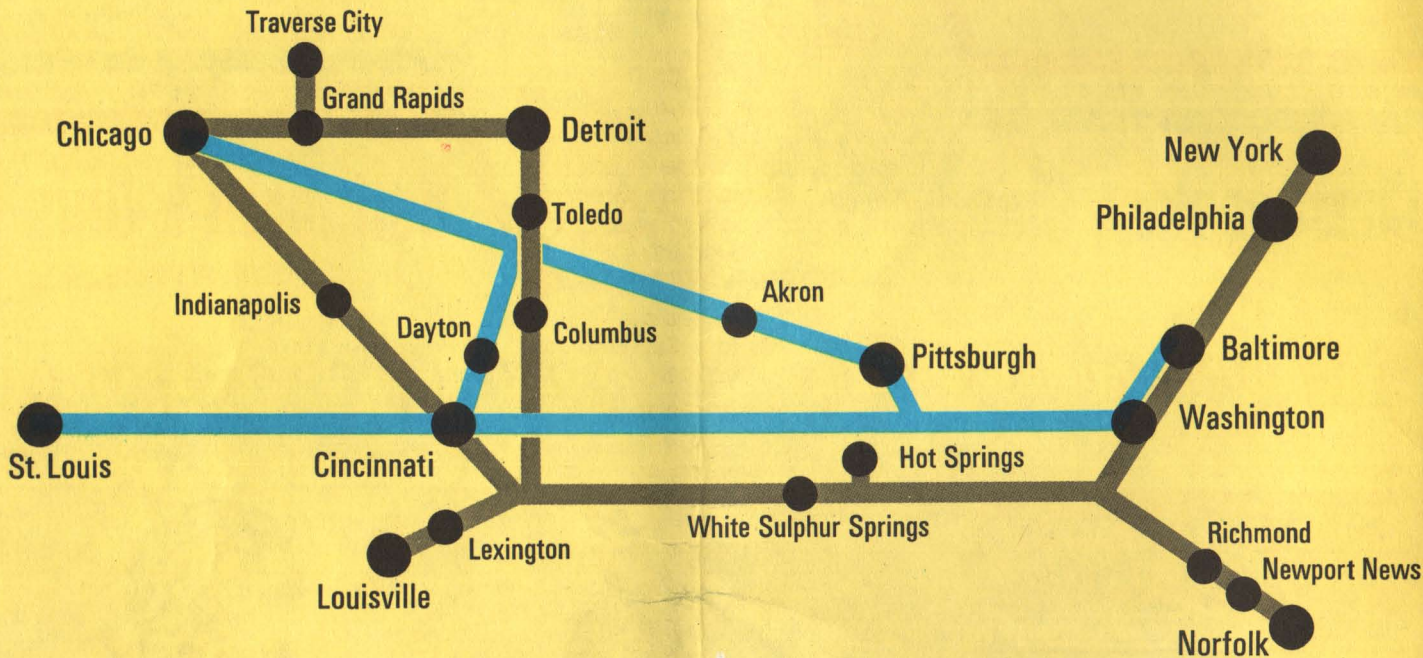 Traverse City
Grand Rapids
Chicago
Detroit
New York
Toledo
Philadelphia
Indianapolis
Akron
Dayton
Columbus
Baltimore
Pittsburgh
Washington
St. Louis
Cincinnati
Hot Springs
White Sulphur Springs
Lexington
Richmond
Newport News
Louisville
Norfolk